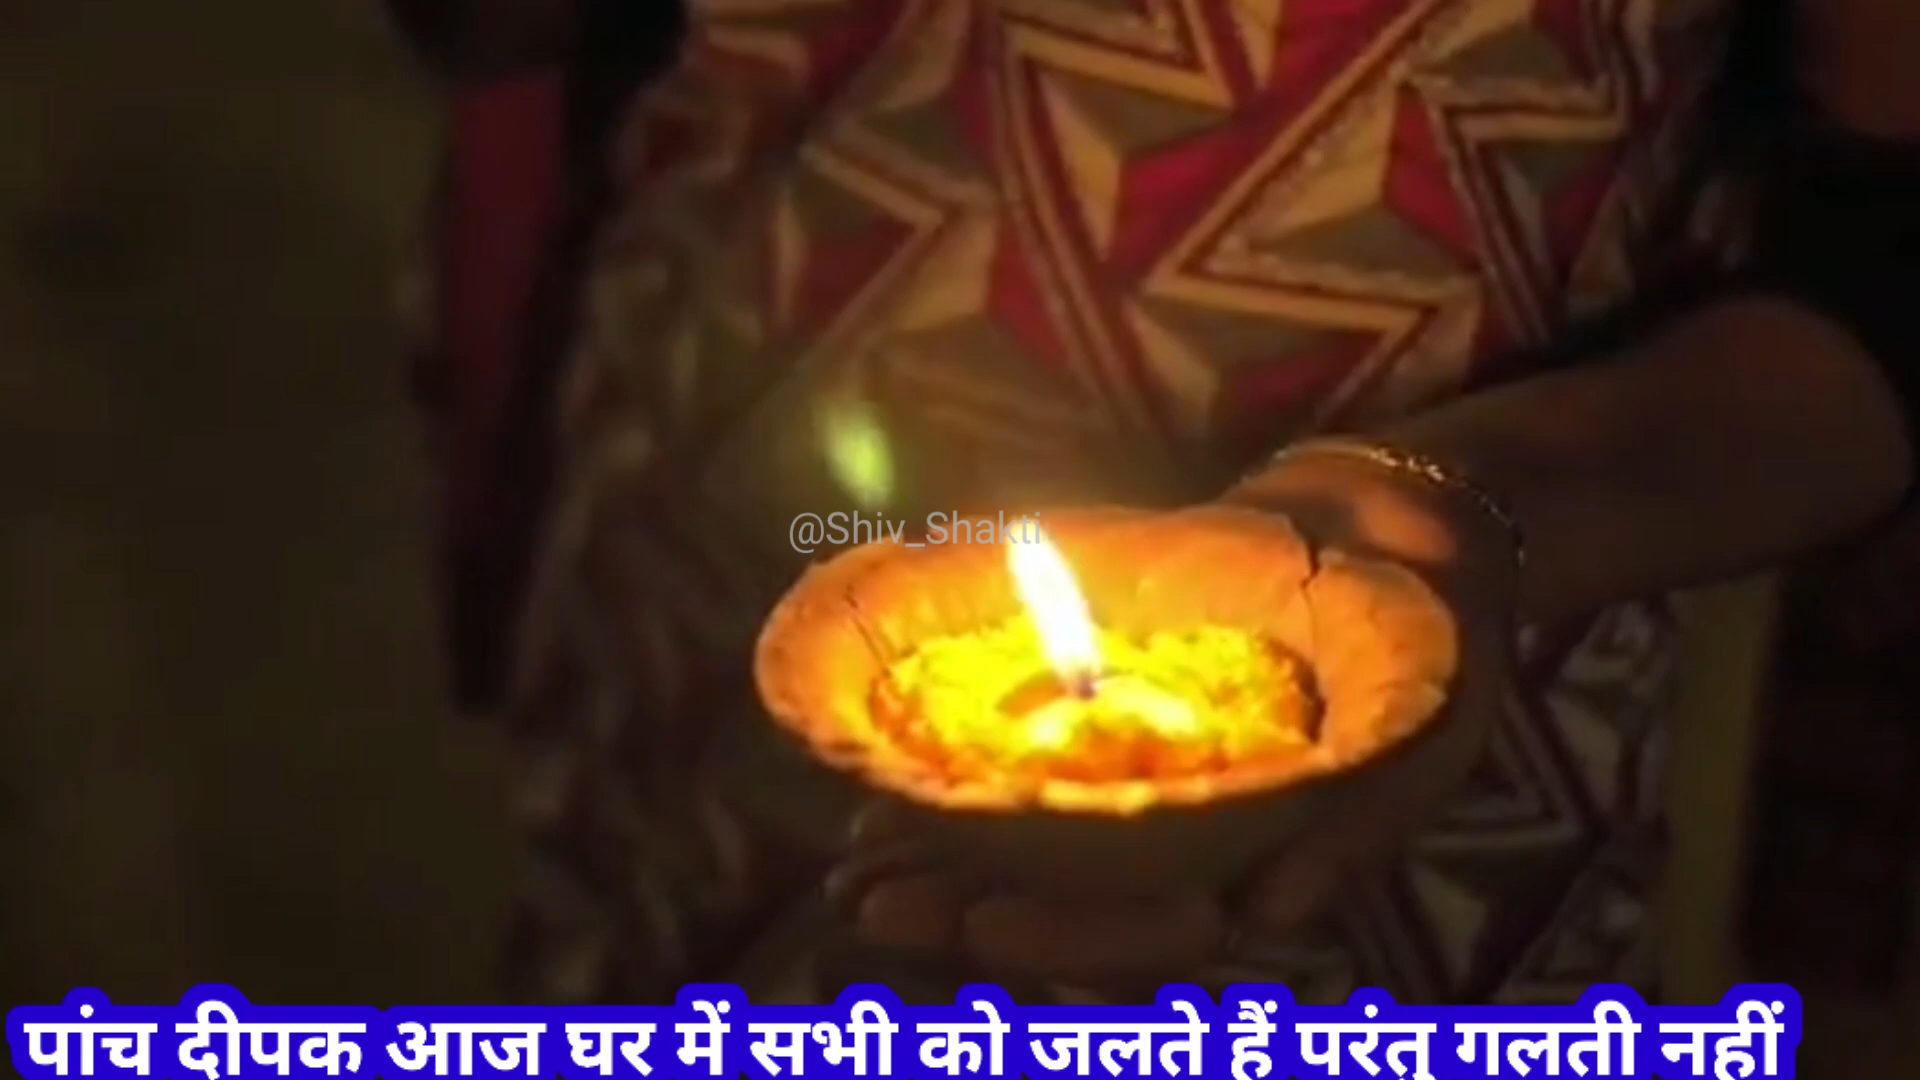 @Shiv_Shakti
पांच दीपक आज घर में सभी को जलते हैं परंतु गलती नहीं